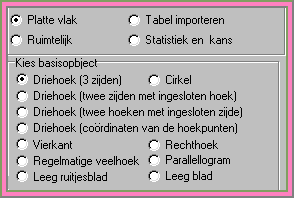 Platte vlak Tabel importeren
Ruimtelijk Statistiek en kans
Kies basisobject
Driehoek (3 zijden) Cirkel
Driehoek (twee zijden met ingesloten hoek)
Driehoek (twee hoeken met ingesloten zijde)
Driehoek (coördinaten van de hoekpunten)
Vierkant Rechthoek
Regelmatige veelhoek Parallellogram
Leeg ruitjesblad Leeg blad